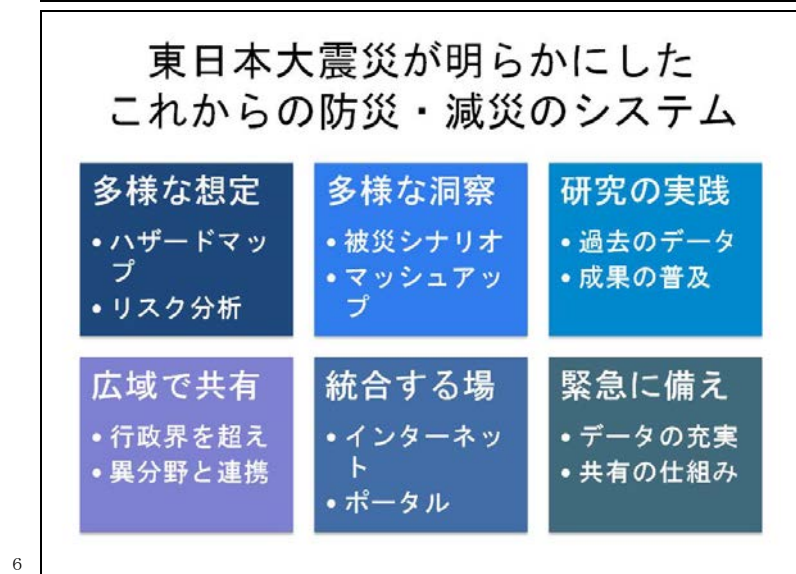 東日本大震災が明らかにした
これからの防災・減災のシステム
多様な想定
• ハザードマッ
プ
• リスク分析
多様な洞察
• 被災シナリオ
• マッシュアッ
プ
研究の実践
• 過去のデータ
• 成果の普及
広域で共有
• 行政界を超え
• 異分野と連携
統合する場
• インターネッ
ト
• ポータル
緊急に備え
• データの充実
• 共有の仕組み
6